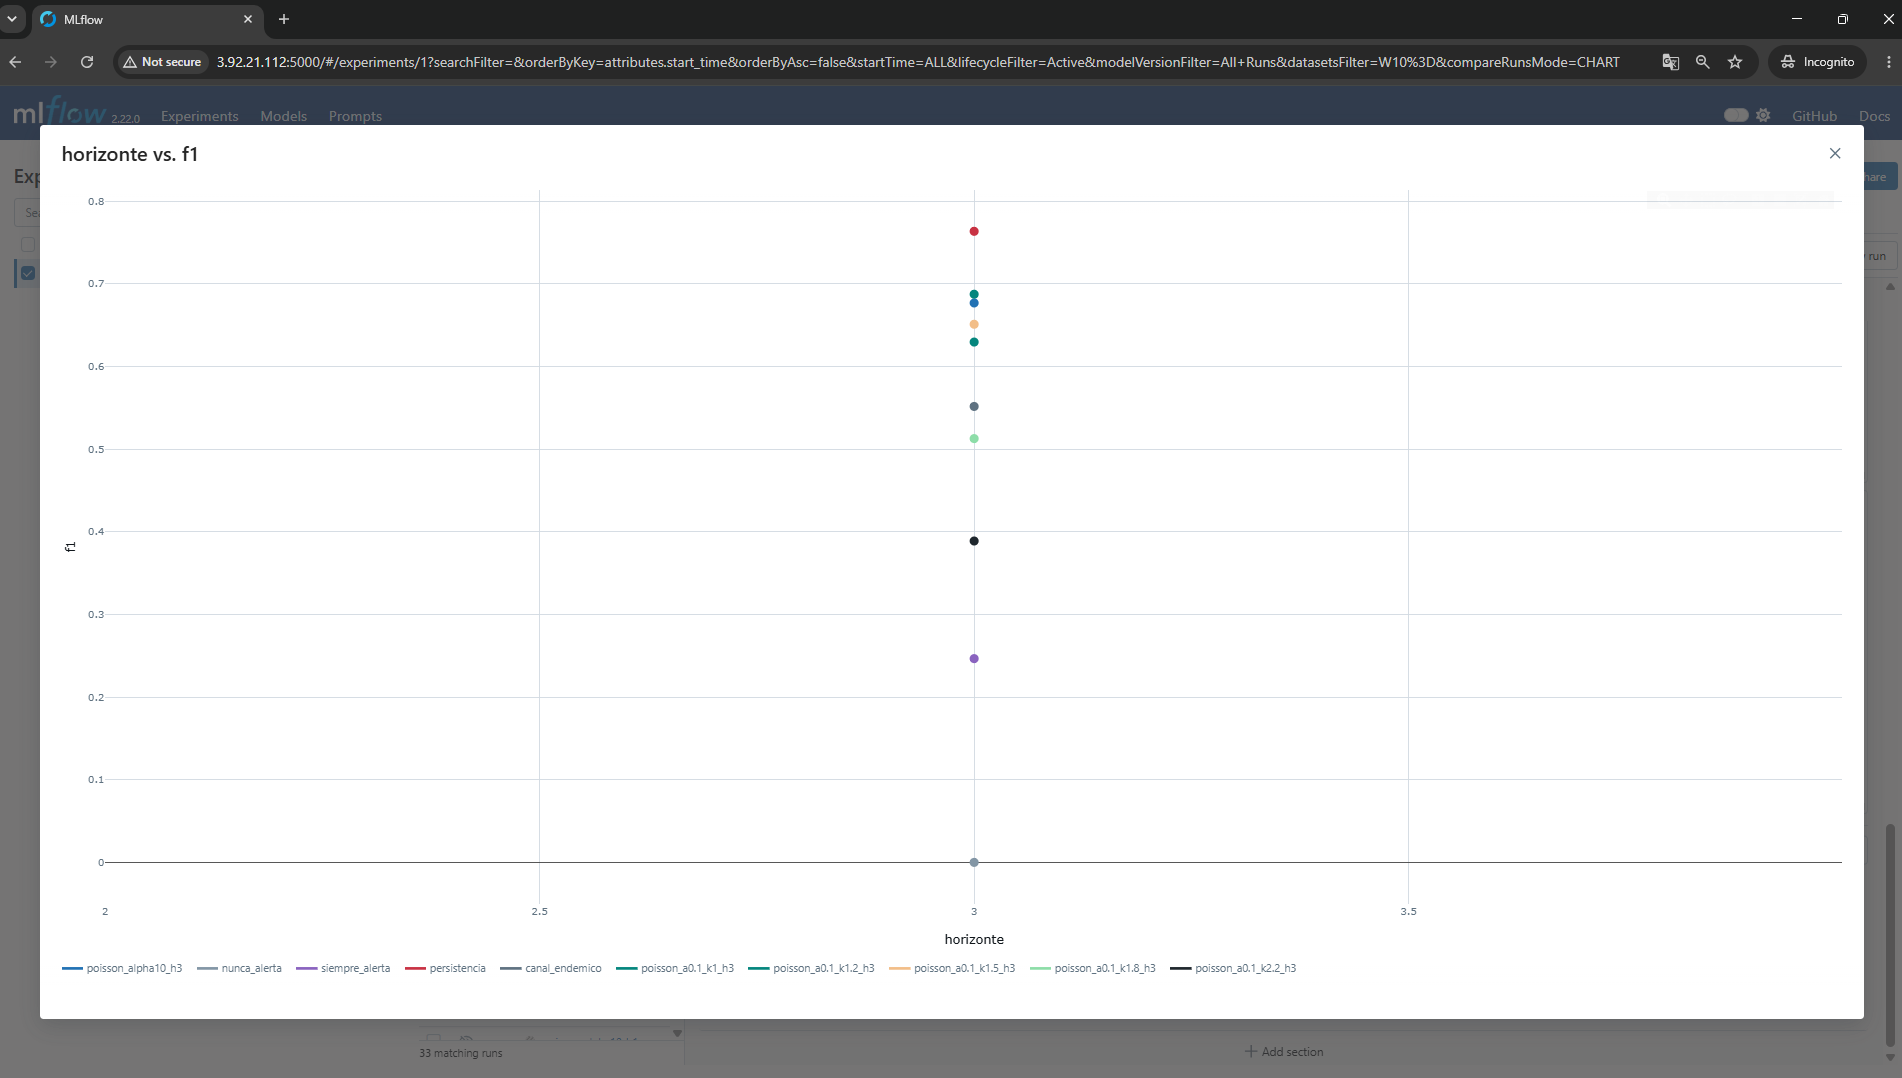 MLflow
Not secure
3.92.21.112:5000/#/experiments/1?searchFilter=&orderByKey=attributes.start_time&orderByAsc=false&startTime=ALL&lifecycleFilter=Active&modelVersionFilter=All+Runs&datasetsFilter=W10%3D&compareRunsMode=CHART
Incognito
mlflow 2.22.0 Experiments Models Prompts
GitHub Docs
horizonte vs. f1
0.8
0.7
run
0.6
0.5
0.4
f1
0.3
0.2
0.1
0
2 2.5 3 3.5
horizonte
poisson_alpha10_h3 nunca_alerta siempre_alerta persistencia canal_endemico poisson_a0.1_k1_h3 poisson_a0.1_k1.2_h3 poisson_a0.1_k1.5_h3 poisson_a0.1_k1.8_h3 poisson_a0.1_k2.2_h3
33 matching runs
Add section